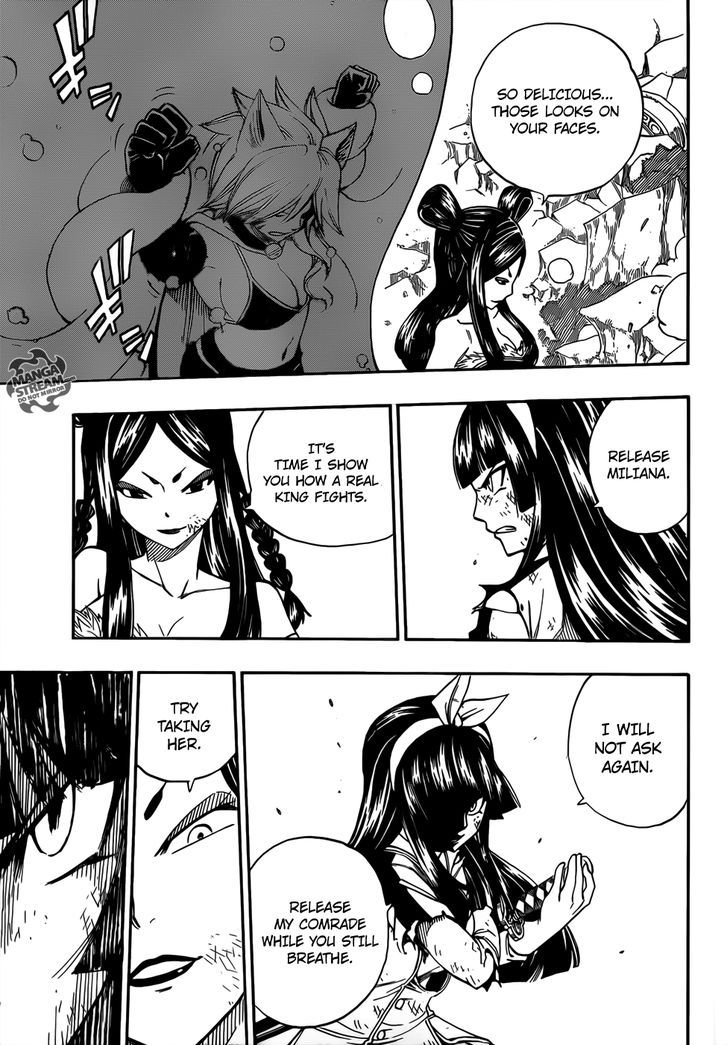 SO DELICIOUS...
THOSE LOOKS ON
YOUR FACES.
MANGA
STREAM
DO NOT MIRROR
RELEASE
MILIANA.
IT'S
TIME I SHOW
YOU HOW A REAL
KING FIGHTS.
I WILL
NOT ASK
AGAIN.
RELEASE
MY COMRADE
WHILE YOU STILL
BREATHE.
TRY
TAKING
HER.